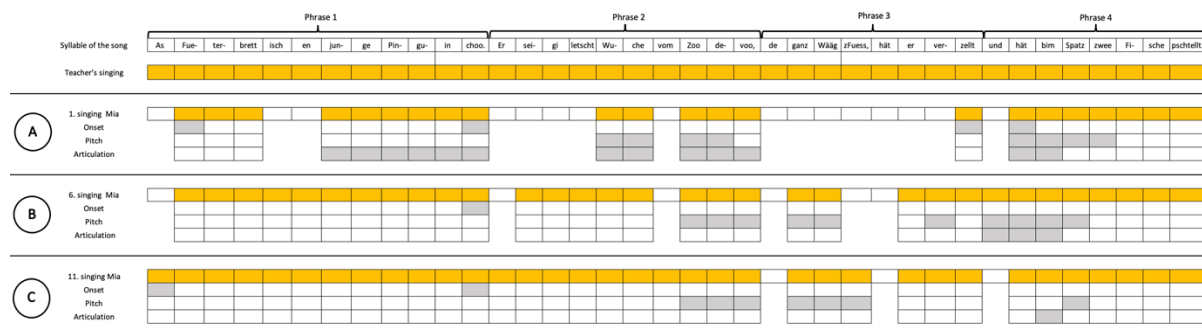 Phrase 1 Phrase 2 Phrase 3 Phrase 4
Syllable of the song As Fue- ter- brett isch en jun- ge Pin- gu- in choo. Er sei- gi letscht Wu- che vom Zoo de- voo, de ganz Wääg zFuess, hät er ver- zellt und hät bim Spatz zwee Fi- sche pschtellt
Teacher's singing
A
1. singing Mia
Onset
Pitch
Articulation
B
6. singing Mia
Onset
Pitch
Articulation
C
11. singing Mia
Onset
Pitch
Articulation